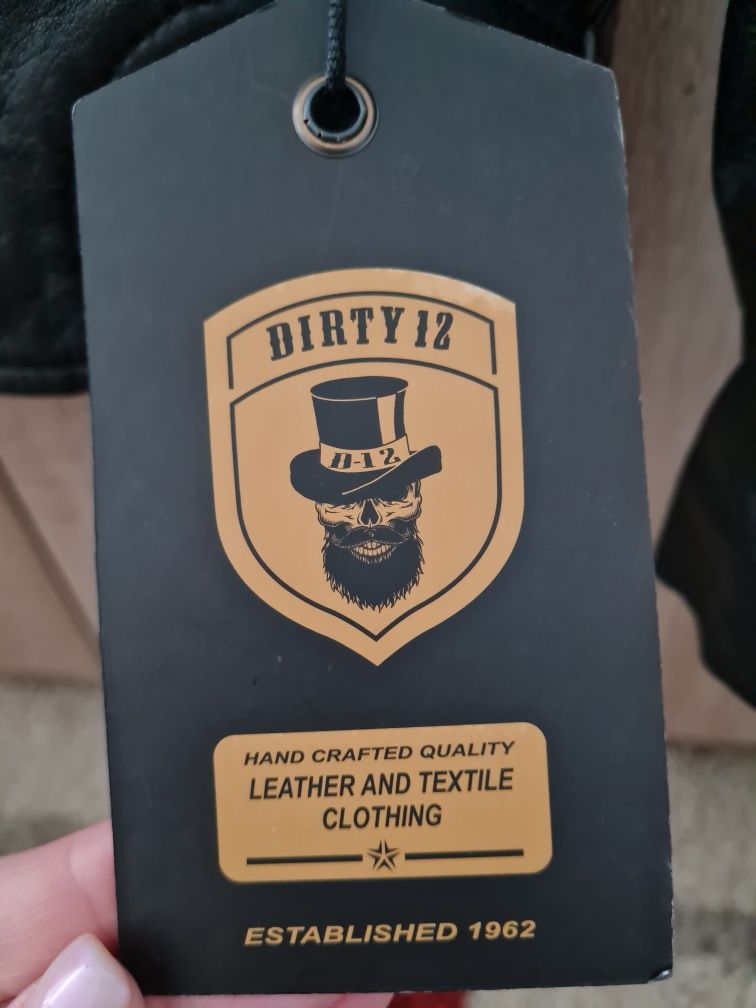 DIRTY 12
D-12
HAND CRAFTED QUALITY
LEATHER AND TEXTILE
CLOTHING
ESTABLISHED 1962